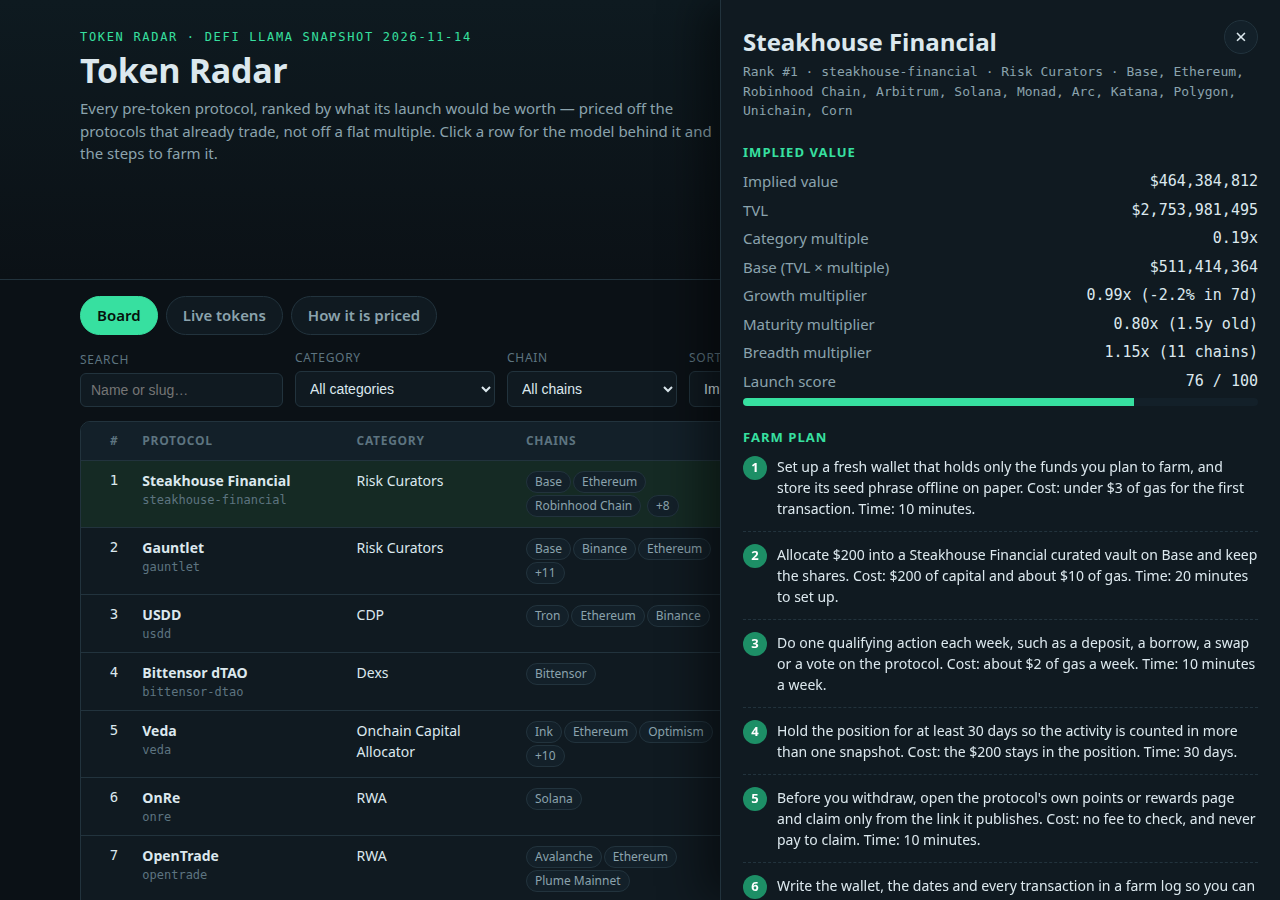 TOKEN RADAR · DEFI LLAMA SNAPSHOT 2026-11-14
Token Radar
Every pre-token protocol, ranked by what its launch would be worth — priced off the
protocols that already trade, not off a flat multiple. Click a row for the model behind it and
the steps to farm it.
Board
Live tokens
How it is priced
SEARCH
CATEGORY
CHAIN
SORT
Name or slug…
All categories
All chains
Im
# PROTOCOL CATEGORY CHAINS
1 Steakhouse Financial Risk Curators Base Ethereum
steakhouse-financial Robinhood Chain +8
2 Gauntlet Risk Curators Base Binance Ethereum
gauntlet +11
3 USDD CDP Tron Ethereum Binance
usdd
4 Bittensor dTAO Dexs Bittensor
bittensor-dtao
5 Veda Onchain Capital Ink Ethereum Optimism
veda Allocator +10
6 OnRe RWA Solana
onre
7 OpenTrade RWA Avalanche Ethereum
opentrade Plume Mainnet
Steakhouse Financial
×
Rank #1 · steakhouse-financial · Risk Curators · Base, Ethereum,
Robinhood Chain, Arbitrum, Solana, Monad, Arc, Katana, Polygon,
Unichain, Corn
IMPLIED VALUE
Implied value $464,384,812
TVL $2,753,981,495
Category multiple 0.19x
Base (TVL × multiple) $511,414,364
Growth multiplier 0.99x (-2.2% in 7d)
Maturity multiplier 0.80x (1.5y old)
Breadth multiplier 1.15x (11 chains)
Launch score 76 / 100
FARM PLAN
1 Set up a fresh wallet that holds only the funds you plan to farm, and
store its seed phrase offline on paper. Cost: under $3 of gas for the first
transaction. Time: 10 minutes.
2 Allocate $200 into a Steakhouse Financial curated vault on Base and keep
the shares. Cost: $200 of capital and about $10 of gas. Time: 20 minutes
to set up.
3 Do one qualifying action each week, such as a deposit, a borrow, a swap
or a vote on the protocol. Cost: about $2 of gas a week. Time: 10 minutes
a week.
4 Hold the position for at least 30 days so the activity is counted in more
than one snapshot. Cost: the $200 stays in the position. Time: 30 days.
5 Before you withdraw, open the protocol's own points or rewards page
and claim only from the link it publishes. Cost: no fee to check, and never
pay to claim. Time: 10 minutes.
6 Write the wallet, the dates and every transaction in a farm log so you can